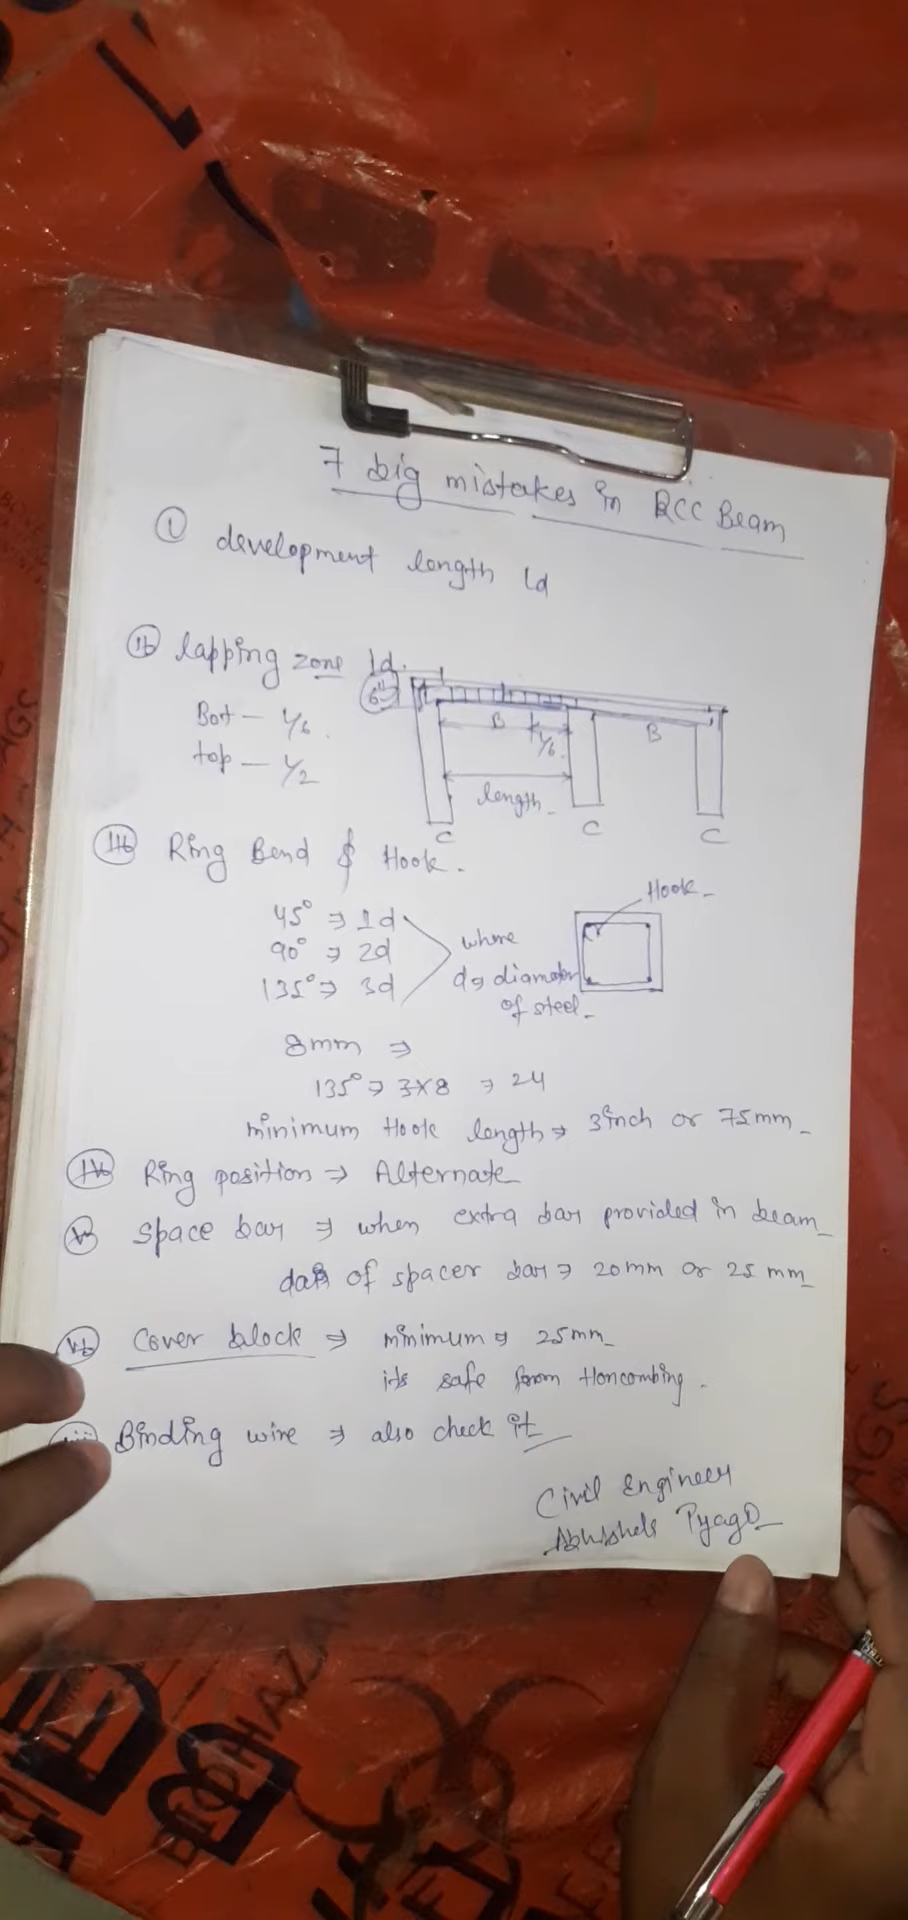 7 big mistakes in RCC Beam
① development length Ld
ii) lapping zone Ld.
6"
Bot – L/6.
top – L/2
B
L/6
B
length
C
C
C
iii) Ring Bend & Hook.
Hook
45° ⇒ 1d
90° ⇒ 2d
135° ⇒ 3d
where
d ⇒ diameter
of steel
8mm ⇒
135° ⇒ 3×8 ⇒ 24
minimum Hook length ⇒ 3inch or 75mm
iv) Ring position ⇒ Alternate
v) Space bar ⇒ when extra bar provided in beam
of spacer bar ⇒ 20mm or 25 mm
vi) Cover block ⇒ minimum ⇒ 25mm
its safe from Honcombing.
Binding wire ⇒ also check it
Civil Engineer
BIOHAZA